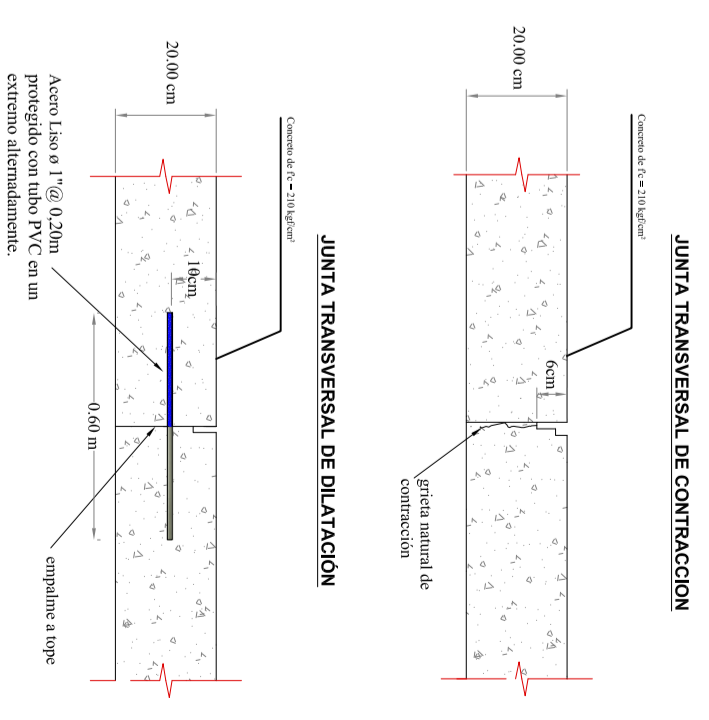 JUNTA TRANSVERSAL DE CONTRACCION
Concreto de f'c = 210 kgf/cm²
20.00 cm
6cm
grieta natural de
contracción
JUNTA TRANSVERSAL DE DILATACIÓN
Concreto de f'c = 210 kgf/cm²
20.00 cm
10cm
0.60 m
empalme a tope
Acero Liso ø 1"@ 0,20m
protegido con tubo PVC en un
extremo alternadamente.